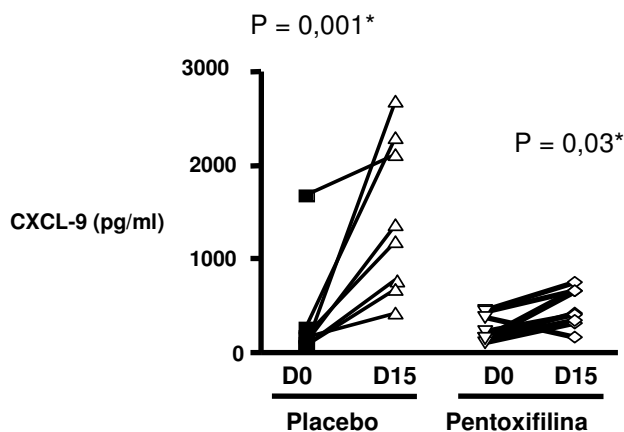 P = 0,001*
3000
P = 0,03*
2000
CXCL-9 (pg/ml)
1000
0
D0 D15 D0 D15
Placebo Pentoxifilina